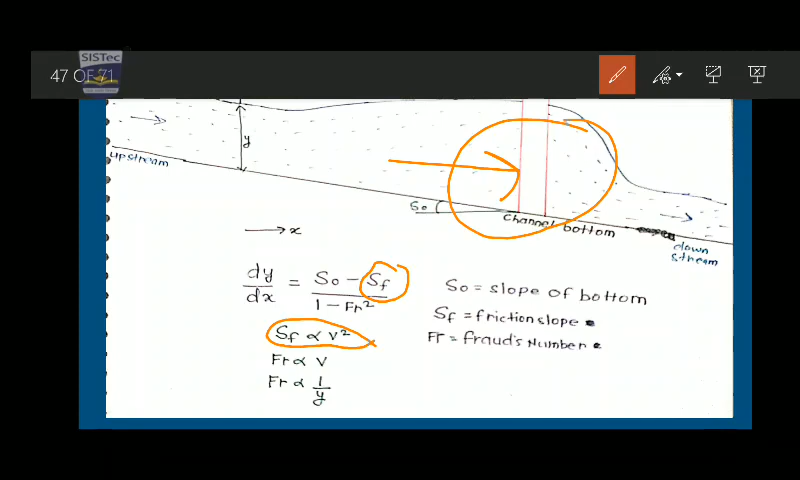 SISTec
47 OF 71
y
upstream
So
channel bottom
down
stream
→ x
dy/dx = So - Sf / 1 - Fr²
So = slope of bottom
Sf ∝ v²
Sf = friction slope
Fr ∝ V
Fr = fraud's Number
Fr ∝ 1/y